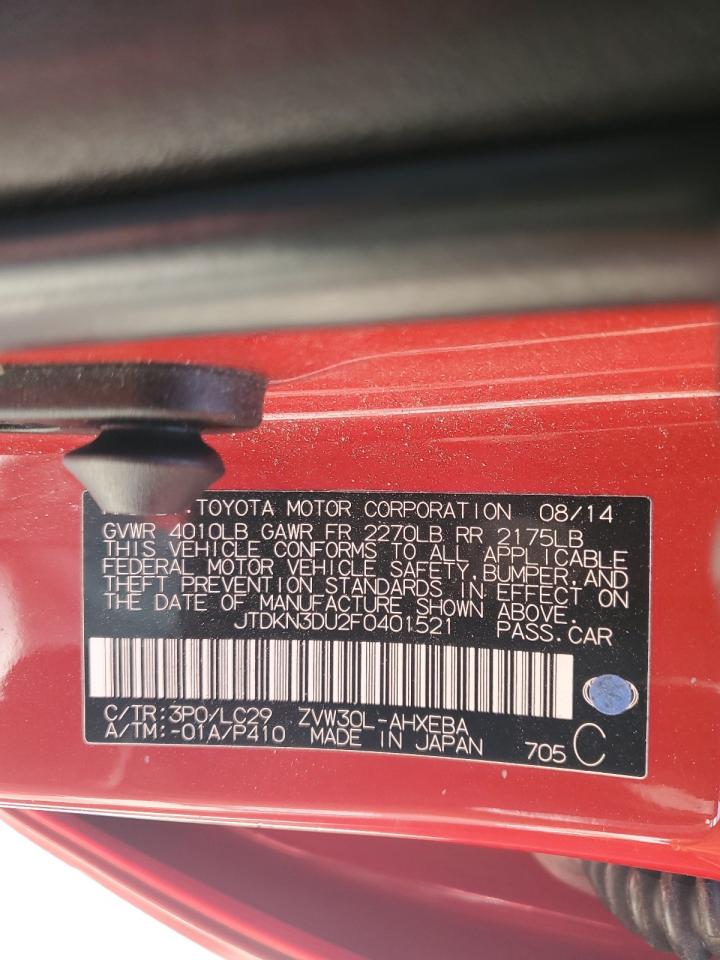 .TOYOTA MOTOR CORPORATION 08/14
GVWR 4010LB GAWR FR 2270LB RR 2175LB
THIS VEHICLE CONFORMS TO ALL APPLICABLE
FEDERAL MOTOR VEHICLE SAFETY, BUMPER, AND
THEFT PREVENTION STANDARDS IN EFFECT ON
THE DATE OF MANUFACTURE SHOWN ABOVE.
JTDKN3DU2F0401521 PASS.CAR
C/TR:3P0/LC29 ZVW30L-AHXEBA
A/TM:-01A/P410 MADE IN JAPAN 705 C